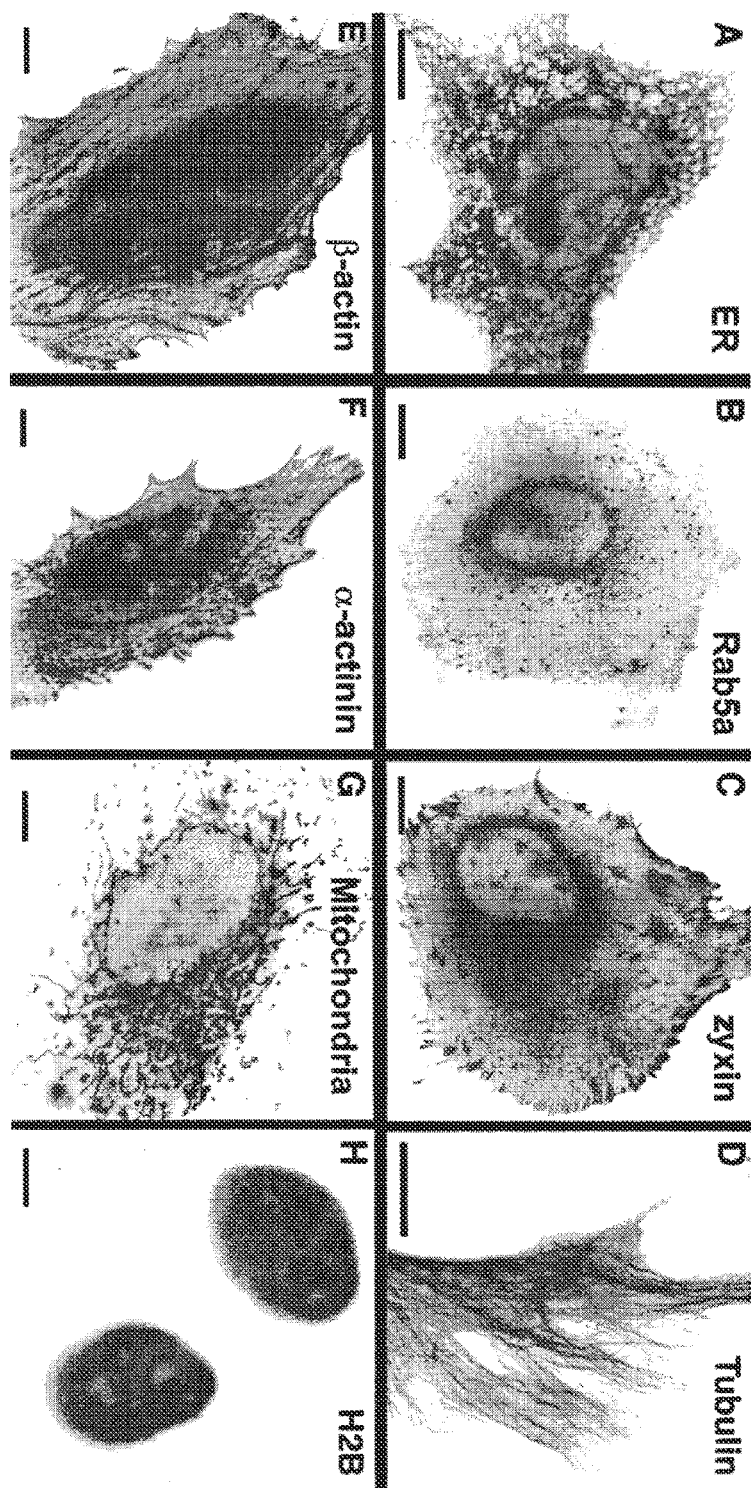 A
ER
B
Rab5a
C
zyxin
D
Tubulin
E
β-actin
F
α-actinin
G
Mitochondria
H
H2B